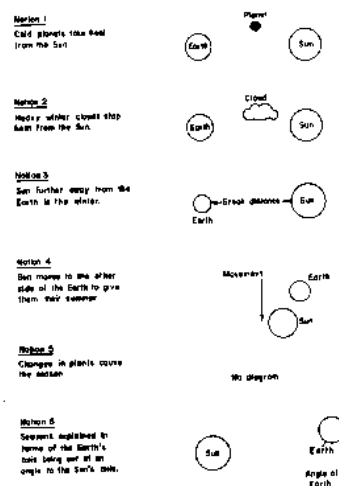 Notion 1
Cold planets take heat
from the Sun
Planet
Earth
Sun
Notion 2
Heavy winter clouds stop
heat from the Sun.
Cloud
Earth
Sun
Notion 3
Sun further away from the
Earth in the winter.
Great distance
Sun
Earth
Notion 4
Sun moves to the other
side of the Earth to give
them their summer
Movement
Earth
Sun
Notion 5
Changes in plants cause
the season
No diagram
Notion 6
Seasons explained in
terms of the Earth's
axis being set at an
angle to the Sun's axis.
Sun
Earth
Angle of
Earth